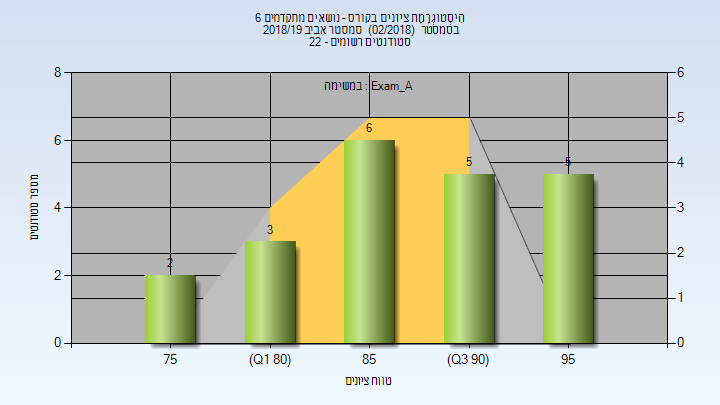 היסטוגרמת ציונים בקורס - נושאים מתקדמים 6
בסמסטר (02/2018) סמסטר אביב 2018/19
סטודנטים רשומים - 22
במשימה : Exam_A
8
6
4
2
0
6
5
4
3
2
1
0
2
3
6
5
5
מספר סטודנטים
75
(Q1 80)
85
(Q3 90)
95
טווח ציונים